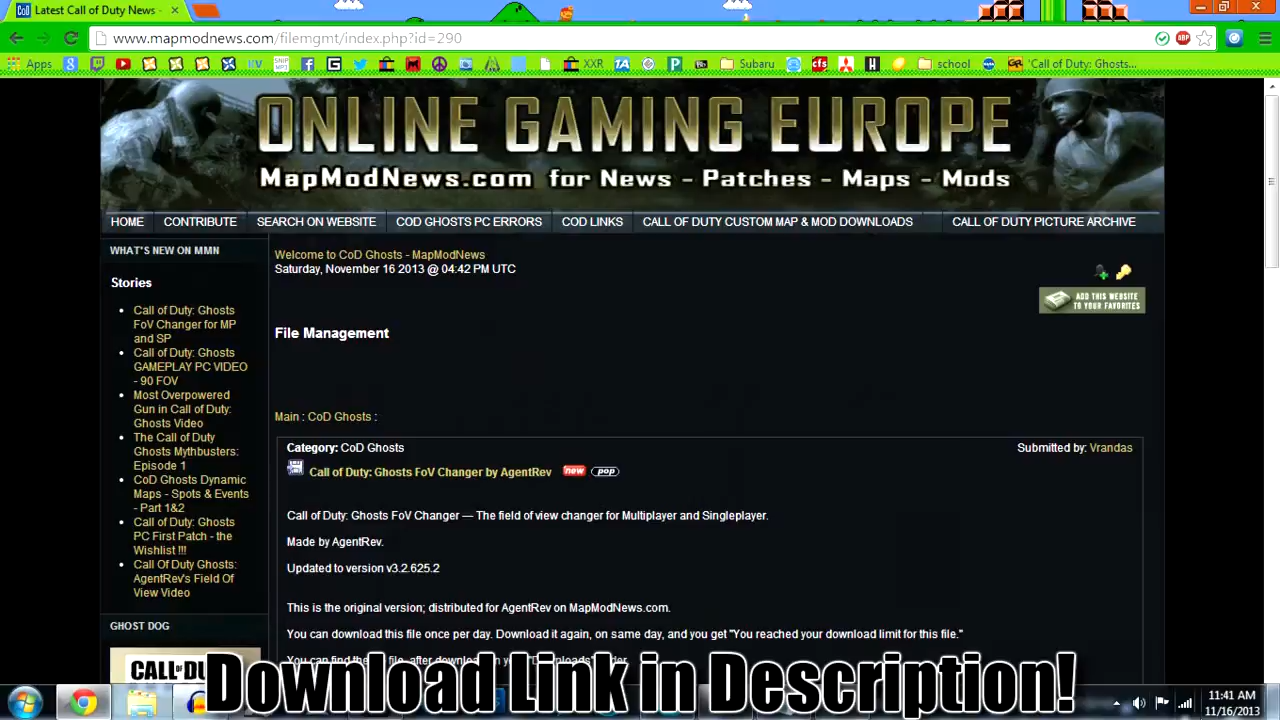 Latest Call of Duty News -
www.mapmodnews.com/filemgmt/index.php?id=290
Apps
XXR
Subaru
school
'Call of Duty: Ghosts...
ONLINE GAMING EUROPE
MapModNews.com for News - Patches - Maps - Mods
HOME CONTRIBUTE SEARCH ON WEBSITE COD GHOSTS PC ERRORS COD LINKS CALL OF DUTY CUSTOM MAP & MOD DOWNLOADS CALL OF DUTY PICTURE ARCHIVE
WHAT'S NEW ON MMN
Stories
Call of Duty: Ghosts
FoV Changer for MP
and SP
Call of Duty: Ghosts
GAMEPLAY PC VIDEO
- 90 FOV
Most Overpowered
Gun in Call of Duty:
Ghosts Video
The Call of Duty
Ghosts Mythbusters:
Episode 1
CoD Ghosts Dynamic
Maps - Spots & Events
- Part 1&2
Call of Duty: Ghosts
PC First Patch - the
Wishlist !!!
Call Of Duty Ghosts:
AgentRev's Field Of
View Video
GHOST DOG
CALL OF DU
Welcome to CoD Ghosts - MapModNews
Saturday, November 16 2013 @ 04:42 PM UTC
ADD THIS WEBSITE
TO YOUR FAVORITES
File Management
Main : CoD Ghosts :
Category: CoD Ghosts
Submitted by: Vrandas
Call of Duty: Ghosts FoV Changer by AgentRev new pop
Call of Duty: Ghosts FoV Changer — The field of view changer for Multiplayer and Singleplayer.
Made by AgentRev.
Updated to version v3.2.625.2
This is the original version; distributed for AgentRev on MapModNews.com.
You can download this file once per day. Download it again, on same day, and you get "You reached your download limit for this file."
Download Link in Description!
11:41 AM
11/16/2013